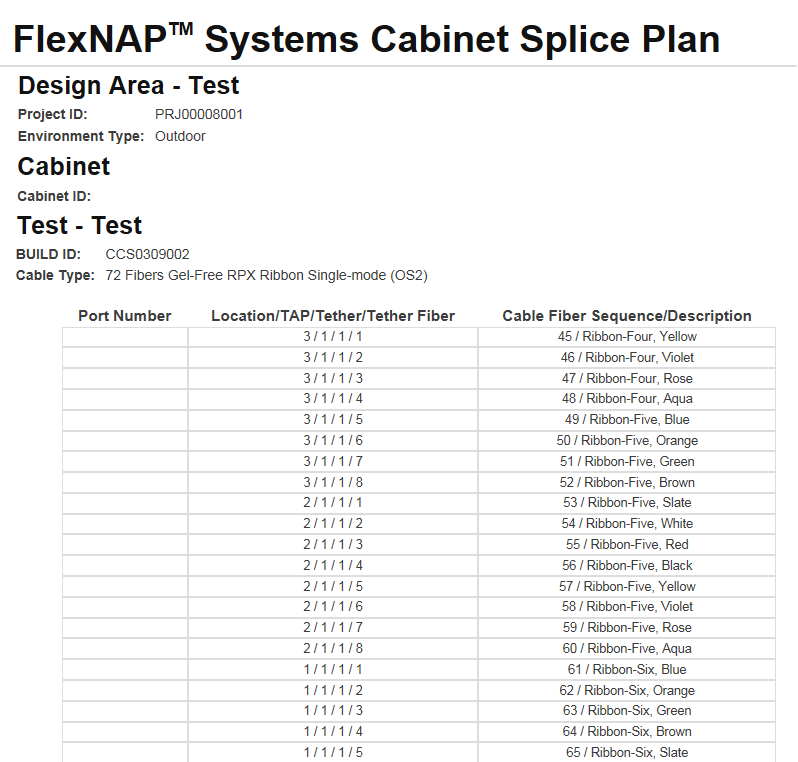 FlexNAP™ Systems Cabinet Splice Plan
Design Area - Test
Project ID: PRJ00008001
Environment Type: Outdoor
Cabinet
Cabinet ID:
Test - Test
BUILD ID: CCS0309002
Cable Type: 72 Fibers Gel-Free RPX Ribbon Single-mode (OS2)
Port Number Location/TAP/Tether/Tether Fiber Cable Fiber Sequence/Description
3 / 1 / 1 / 1 45 / Ribbon-Four, Yellow
3 / 1 / 1 / 2 46 / Ribbon-Four, Violet
3 / 1 / 1 / 3 47 / Ribbon-Four, Rose
3 / 1 / 1 / 4 48 / Ribbon-Four, Aqua
3 / 1 / 1 / 5 49 / Ribbon-Five, Blue
3 / 1 / 1 / 6 50 / Ribbon-Five, Orange
3 / 1 / 1 / 7 51 / Ribbon-Five, Green
3 / 1 / 1 / 8 52 / Ribbon-Five, Brown
2 / 1 / 1 / 1 53 / Ribbon-Five, Slate
2 / 1 / 1 / 2 54 / Ribbon-Five, White
2 / 1 / 1 / 3 55 / Ribbon-Five, Red
2 / 1 / 1 / 4 56 / Ribbon-Five, Black
2 / 1 / 1 / 5 57 / Ribbon-Five, Yellow
2 / 1 / 1 / 6 58 / Ribbon-Five, Violet
2 / 1 / 1 / 7 59 / Ribbon-Five, Rose
2 / 1 / 1 / 8 60 / Ribbon-Five, Aqua
1 / 1 / 1 / 1 61 / Ribbon-Six, Blue
1 / 1 / 1 / 2 62 / Ribbon-Six, Orange
1 / 1 / 1 / 3 63 / Ribbon-Six, Green
1 / 1 / 1 / 4 64 / Ribbon-Six, Brown
1 / 1 / 1 / 5 65 / Ribbon-Six, Slate